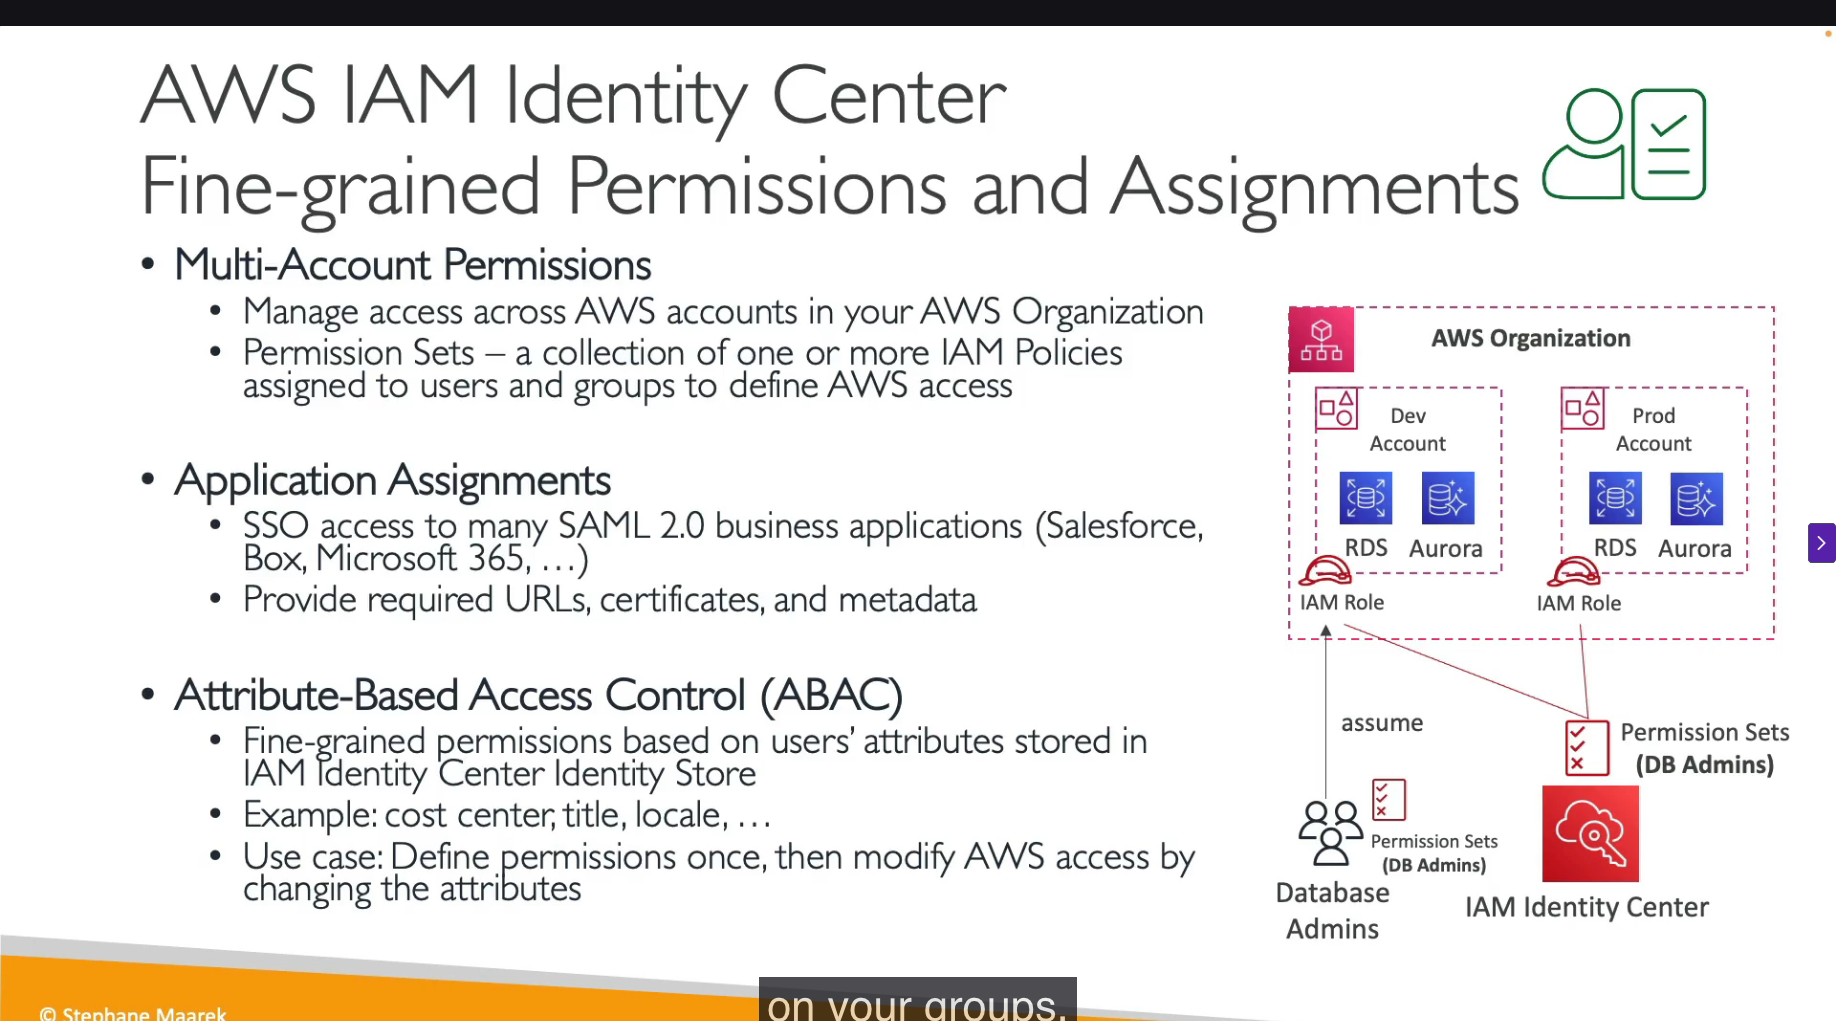 AWS IAM Identity Center
Fine-grained Permissions and Assignments
• Multi-Account Permissions
• Manage access across AWS accounts in your AWS Organization
• Permission Sets – a collection of one or more IAM Policies
assigned to users and groups to define AWS access
• Application Assignments
• SSO access to many SAML 2.0 business applications (Salesforce,
Box, Microsoft 365, …)
• Provide required URLs, certificates, and metadata
• Attribute-Based Access Control (ABAC)
• Fine-grained permissions based on users’ attributes stored in
IAM Identity Center Identity Store
• Example: cost center, title, locale, …
• Use case: Define permissions once, then modify AWS access by
changing the attributes
AWS Organization
Dev
Account
RDS Aurora
IAM Role
Prod
Account
RDS Aurora
IAM Role
assume
Permission Sets
(DB Admins)
Permission Sets
(DB Admins)
Database
Admins
IAM Identity Center
© Stephane Maarek
on your groups.